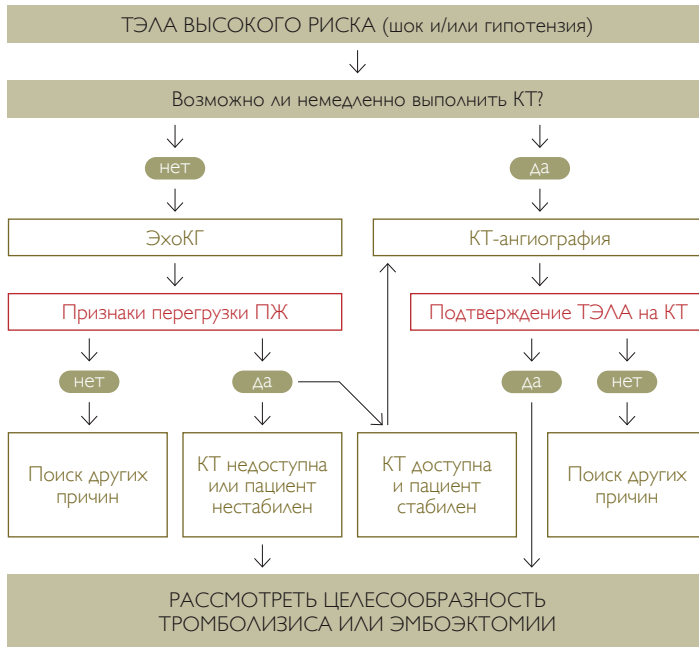 ТЭЛА ВЫСОКОГО РИСКА (шок и/или гипотензия)
Возможно ли немедленно выполнить КТ?
нет
да
ЭхоКГ
КТ-ангиография
Признаки перегрузки ПЖ
Подтверждение ТЭЛА на КТ
нет
да
да
нет
Поиск других
причин
КТ недоступна
или пациент
нестабилен
КТ доступна
и пациент
стабилен
Поиск других
причин
РАССМОТРЕТЬ ЦЕЛЕСООБРАЗНОСТЬ
ТРОМБОЛИЗИСА ИЛИ ЭМБОЭКТОМИИ